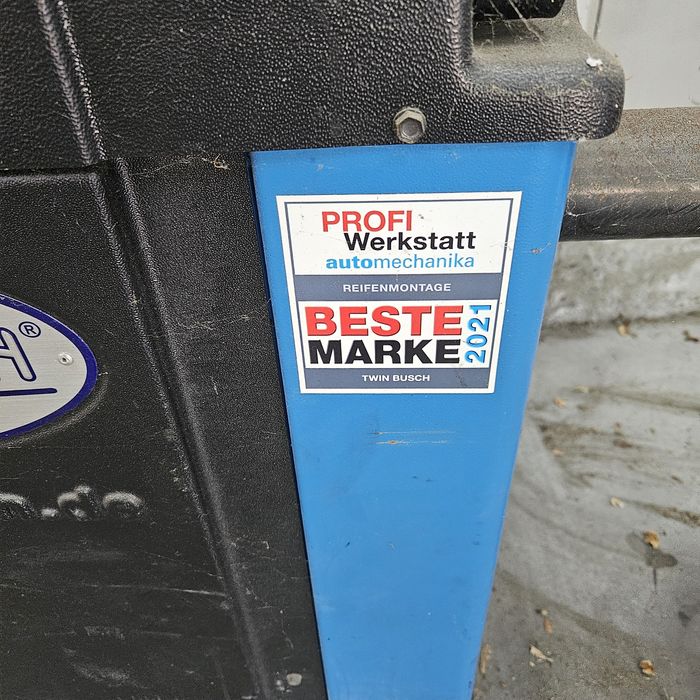 PROFI
Werkstatt
automechanika
REIFENMONTAGE
BESTE
MARKE
2021
TWIN BUSCH
H®